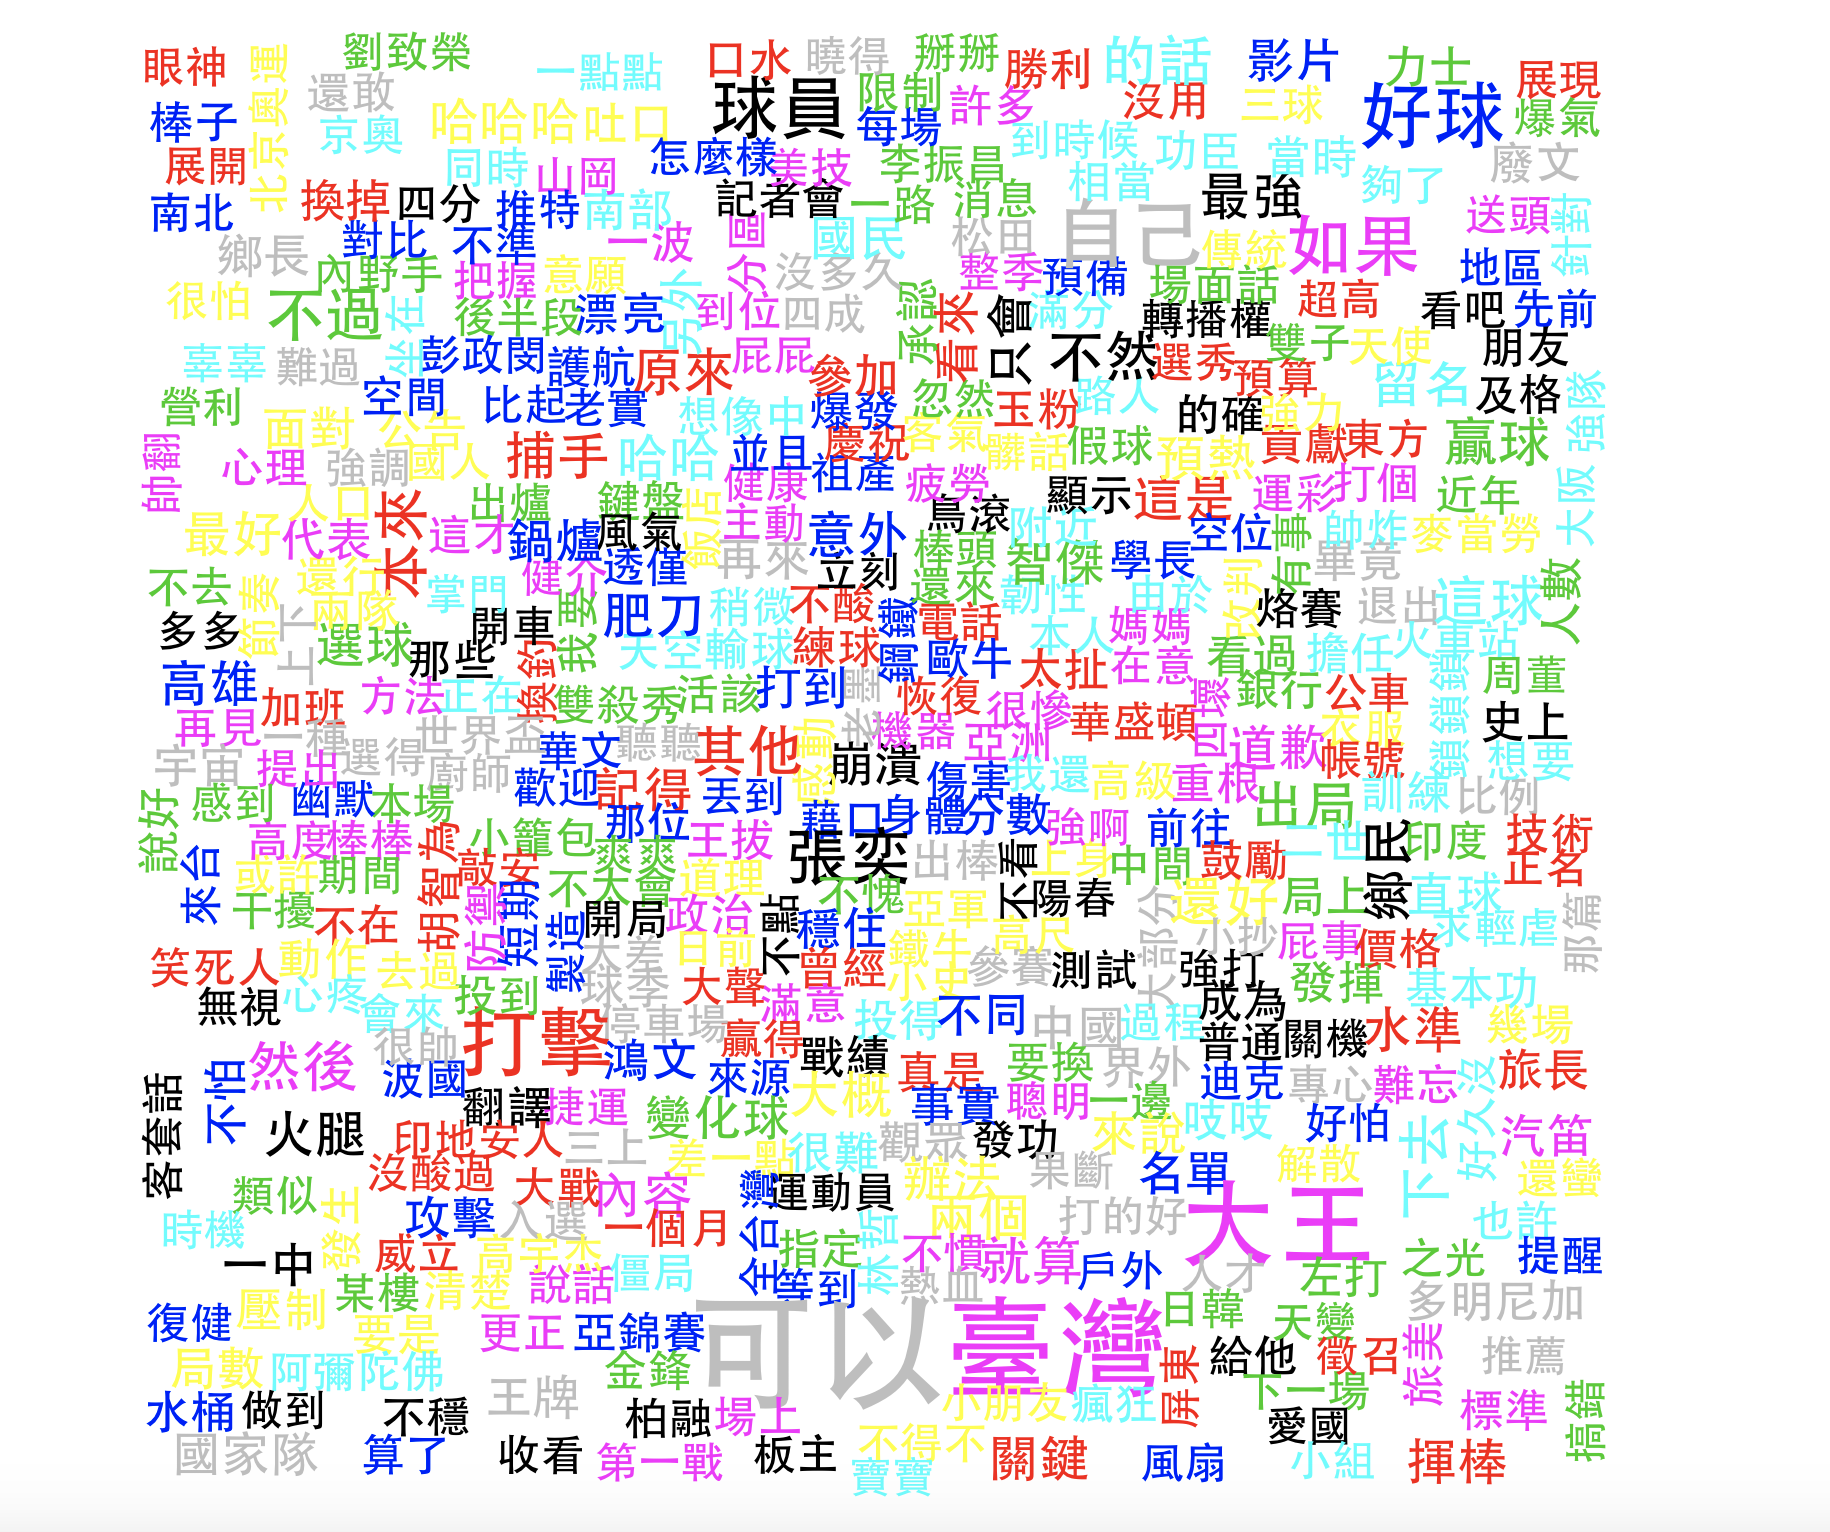 眼神
北京奧運
劉致榮
還敢
一點點
口水
曉得
掰掰
勝利
的話
影片
力士
展現
棒子
京奧
哈哈哈
吐口
球員
限制
每場
許多
沒用
三球
好球
爆氣
展開
同時
山岡
怎麼樣
美技
李振昌
到時候
功臣
當時
廢文
南北
換掉
四分
推特
南部
記者會
一路
消息
相當
最強
夠了
送頭
針對
鄉長
對比
不準
一波
分區
國民
松田
自己
傳統
如果
地區
內野手
把握
意願
沒多久
整季
預備
場面話
超高
很怕
不過
坐在
後半段
漂亮
另外
到位
四成
承認
看來
只會
滿分
轉播權
看吧
先前
辜辜
難過
彭政閔
護航
原來
屁屁
參加
不然
選秀
雙子
天使
朋友
營利
空間
比起
老實
想像中
爆發
忽然
玉粉
路人
的確
預算
強力
留名
及格
強隊
帥翻
面對
公告
心理
強調
國人
捕手
哈哈
並且
慶祝
客氣
髒話
假球
預熱
貢獻
東方
贏球
人口
本來
出爐
鍵盤
飯店
健康
祖產
疲勞
顯示
這是
運彩
打個
近年
大阪
最好
代表
這才
鍋爐
風氣
主動
意外
鳥滾
附近
空位
有事
帥炸
麥當勞
不去
還行
掌門
健介
透僅
再來
立刻
棒頭
智傑
學長
改判
畢竟
人數
多多
節奏
上下
兩隊
選球
那些
開車
我要
肥刀
稍微
不酸
鋼鐵
還來
電話
韌性
由於
烙賽
退出
這球
高雄
換釣
天空
輸球
練球
歐牛
本人
媽媽
太扯
在意
看過
擔任
火車站
周董
加班
方法
正在
雙殺秀
活該
打到
老噩
恢復
很慘
華盛頓
四壞
銀行
公車
鎖鎖鎖
史上
再見
一種
選得
世界盃
華文
聽聽
其他
感動
機器
亞洲
道歉
衣服
帳號
想要
宇宙
提出
廚師
歡迎
記得
丟到
崩潰
傷害
我還
高級
重根
出局
訓練
比例
說好
感到
幽默
本場
那位
藉口
身體
分數
強啊
前往
二世
鄉民
印度
技術
來台
高度
棒棒
胡智為
小籠包
爽爽
王拔
張奕
出棒
不看
上身
中間
鼓勵
正名
或許
期間
敲安
不太會
道理
不愧
陽春
還好
局上
直球
干擾
不在
防禦
短期
製造
開局
政治
不點
穩住
亞軍
高尺
大部分
小抄
屁事
價格
求輕虐
那篇
笑死人
動作
去過
大差
日前
曾經
鐵牛
參賽
測試
強打
無視
心疼
會來
投到
球季
大聲
滿意
小中
投得
不同
成為
發揮
基本功
很帥
打擊
停車場
贏得
戰績
中國
過程
普通
關機
水準
幾場
客套話
不怕
然後
波國
鴻文
來源
大概
真是
要換
界外
迪克
專心
難忘
好久沒
旅長
火腿
翻譯
捷運
變化球
事實
聰明
一邊
吱吱
好怕
下去
汽笛
印地安人
三上
差一點
很難
觀眾
發功
來說
沒酸過
大戰
內容
全台灣
運動員
辦法
果斷
名單
解散
還蠻
類似
發生
時機
攻擊
人選
一個月
林哲
兩個
打的好
大王
也許
一中
威立
高宇杰
僵局
指定
不慣
就算
戶外
人才
左打
之光
提醒
某樓
清楚
說話
等到
熱血
多明尼加
復健
壓制
要是
更正
亞錦賽
可以
臺灣
日韓
天變
局數
阿彌陀佛
金鋒
屏東
給他
徵召
旅美
推薦
水桶
做到
不穩
王牌
柏融
場上
小朋友
瘋狂
下一場
愛國
標準
搞錯
國家隊
算了
收看
第一戰
板主
不得不
寶寶
關鍵
風扇
小組
揮棒